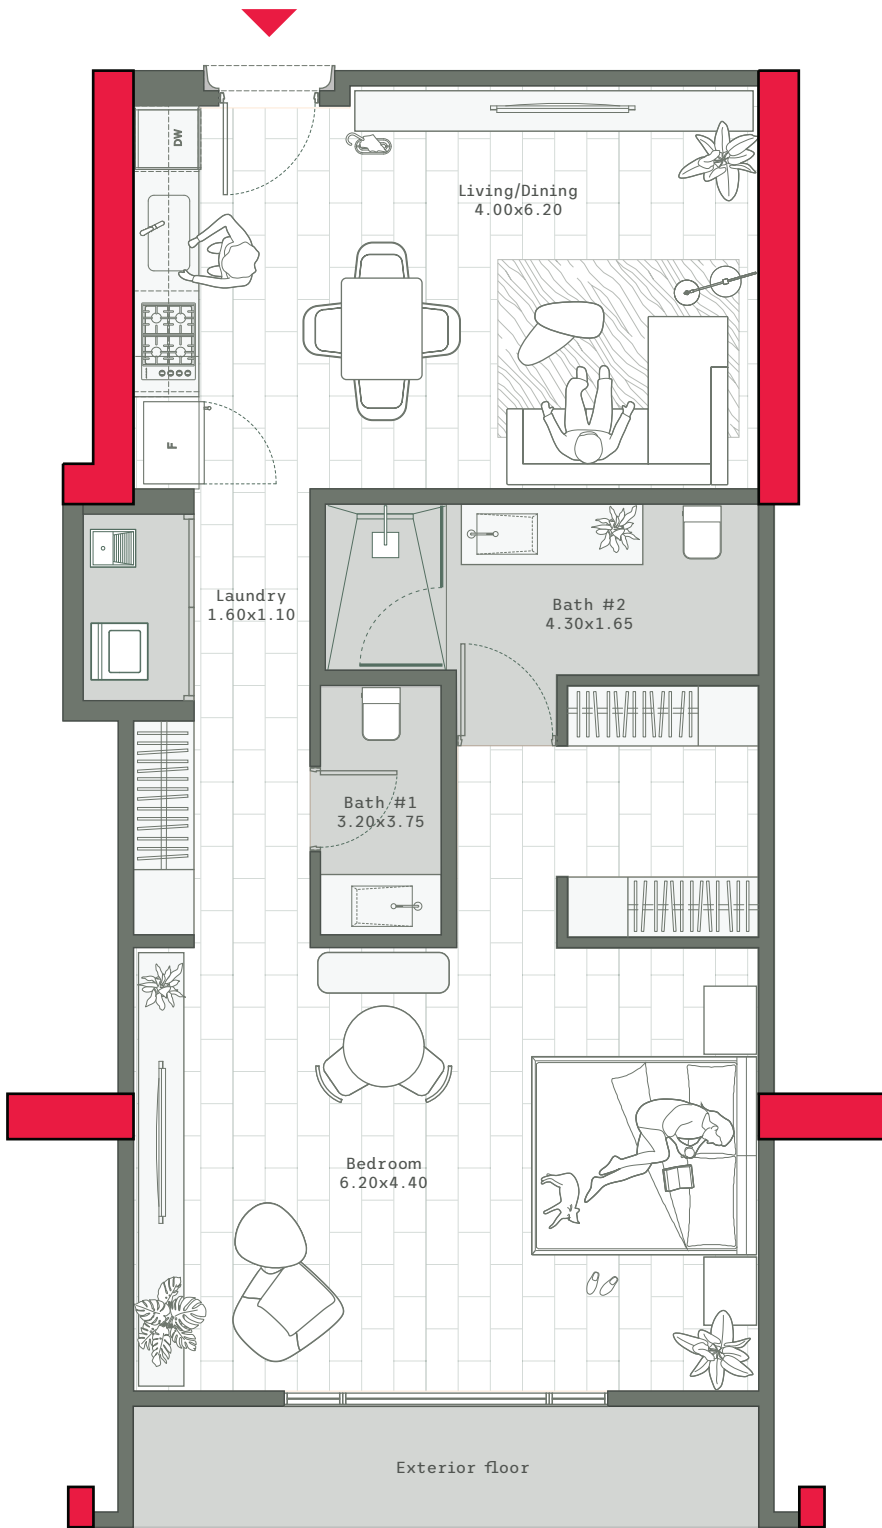 DW
Living/Dining
4.00x6.20
F
Laundry
1.60x1.10
Bath #2
4.30x1.65
Bath #1
3.20x3.75
Bedroom
6.20x4.40
Exterior floor